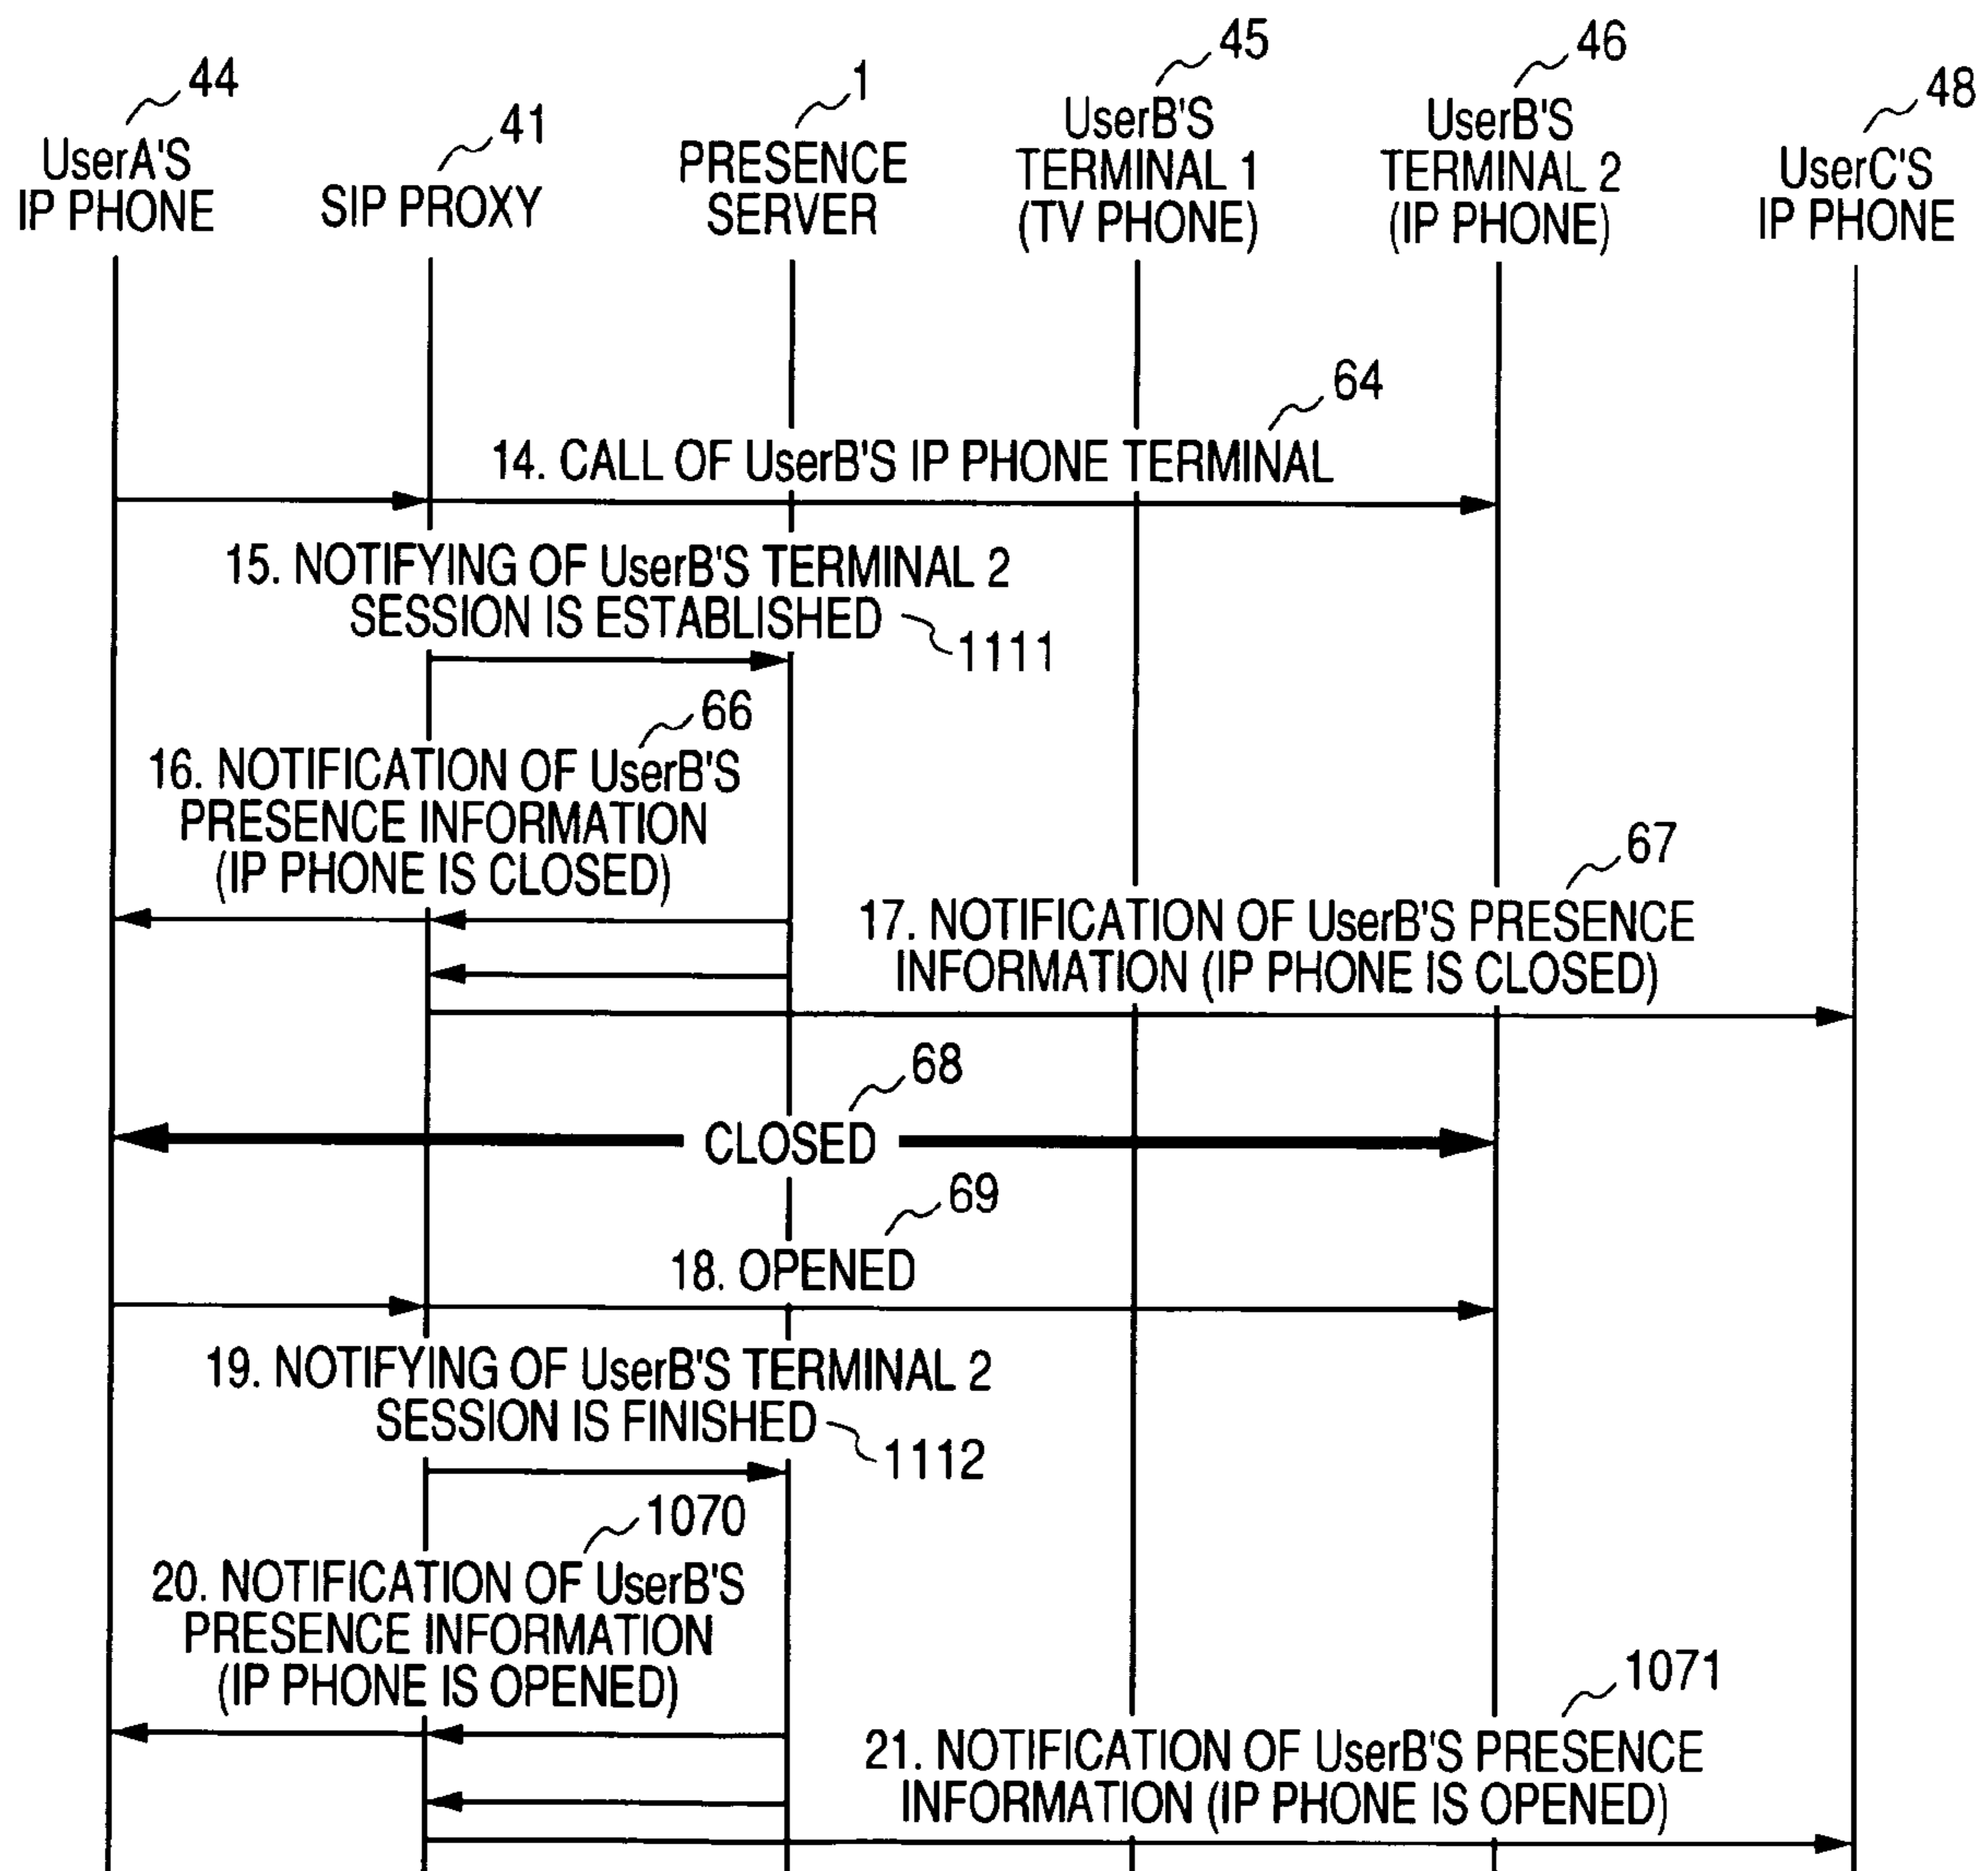 44
UserA'S
IP PHONE
41
SIP PROXY
1
PRESENCE
SERVER
45
UserB'S
TERMINAL 1
(TV PHONE)
46
UserB'S
TERMINAL 2
(IP PHONE)
48
UserC'S
IP PHONE
64
14. CALL OF UserB'S IP PHONE TERMINAL
15. NOTIFYING OF UserB'S TERMINAL 2
SESSION IS ESTABLISHED
1111
66
16. NOTIFICATION OF UserB'S
PRESENCE INFORMATION
(IP PHONE IS CLOSED)
67
17. NOTIFICATION OF UserB'S PRESENCE
INFORMATION (IP PHONE IS CLOSED)
68
CLOSED
69
18. OPENED
19. NOTIFYING OF UserB'S TERMINAL 2
SESSION IS FINISHED
1112
1070
20. NOTIFICATION OF UserB'S
PRESENCE INFORMATION
(IP PHONE IS OPENED)
1071
21. NOTIFICATION OF UserB'S PRESENCE
INFORMATION (IP PHONE IS OPENED)